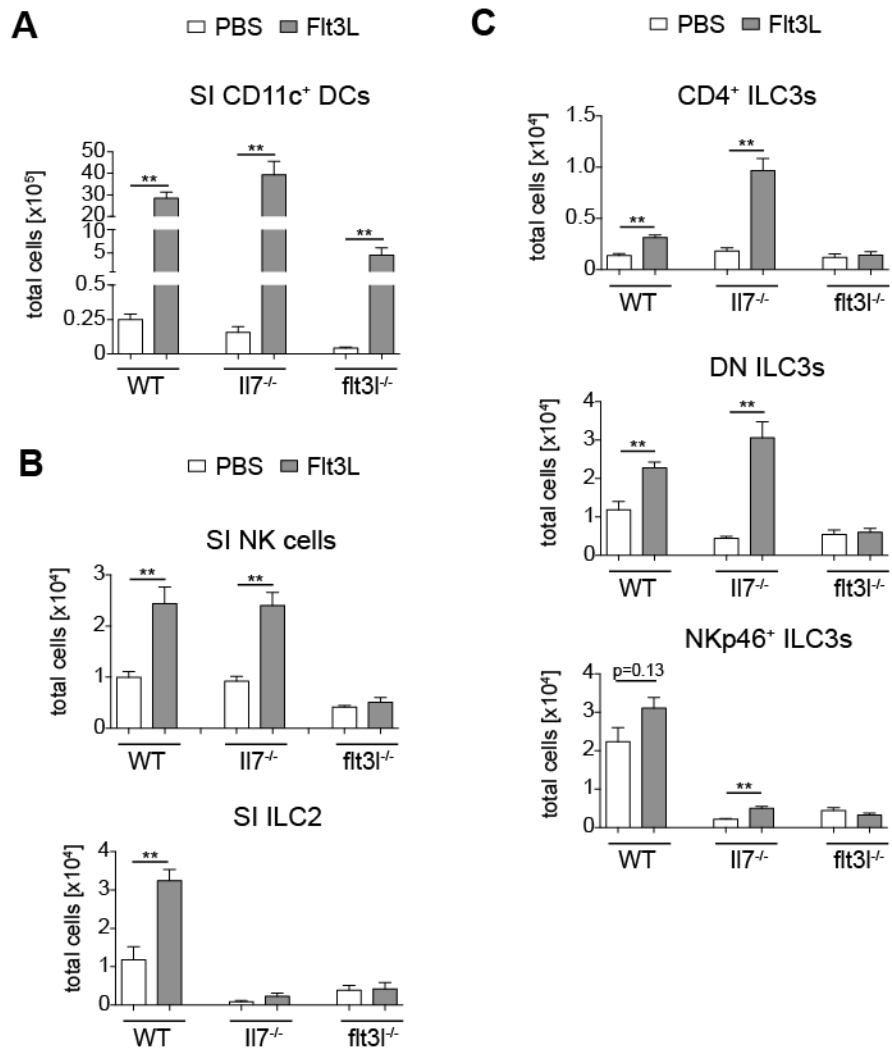 A
PBS Flt3L
SI CD11c⁺ DCs
total cells [x10⁵]
50
40
30
20
10
5
0.5
0.25
0
**
**
**
WT Il7⁻/⁻ flt3l⁻/⁻
B
PBS Flt3L
SI NK cells
total cells [x10⁴]
3
2
1
0
**
**
WT Il7⁻/⁻ flt3l⁻/⁻
SI ILC2
total cells [x10⁴]
4
3
2
1
0
**
WT Il7⁻/⁻ flt3l⁻/⁻
C
PBS Flt3L
CD4⁺ ILC3s
total cells [x10⁴]
1.5
1.0
0.5
0
**
**
WT Il7⁻/⁻ flt3l⁻/⁻
DN ILC3s
total cells [x10⁴]
4
3
2
1
0
**
**
WT Il7⁻/⁻ flt3l⁻/⁻
NKp46⁺ ILC3s
total cells [x10⁴]
4
3
2
1
0
p=0.13
**
WT Il7⁻/⁻ flt3l⁻/⁻